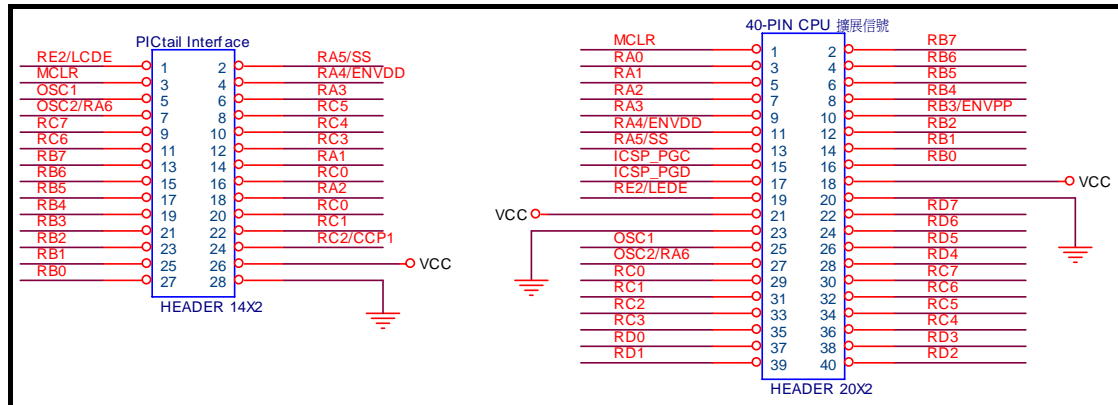 PICtail Interface
RE2/LCDE 1 2 RA5/SS
MCLR 3 4 RA4/ENVDD
OSC1 5 6 RA3
OSC2/RA6 7 8 RC5
RC7 9 10 RC4
RC6 11 12 RC3
RB7 13 14 RA1
RB6 15 16 RC0
RB5 17 18 RA2
RB4 19 20 RC0
RB3 21 22 RC1
RB2 23 24 RC2/CCP1
RB1 25 26 VCC
RB0 27 28
HEADER 14X2
40-PIN CPU 擴展信號
MCLR 1 2 RB7
RA0 3 4 RB6
RA1 5 6 RB5
RA2 7 8 RB4
RA3 9 10 RB3/ENVPP
RA4/ENVDD 11 12 RB2
RA5/SS 13 14 RB1
ICSP_PGC 15 16 RB0
ICSP_PGD 17 18 VCC
RE2/LEDE 19 20
VCC 21 22 RD7
23 24 RD6
OSC1 25 26 RD5
OSC2/RA6 27 28 RD4
RC0 29 30 RC7
RC1 31 32 RC6
RC2 33 34 RC5
RC3 35 36 RC4
RD0 37 38 RD3
RD1 39 40 RD2
HEADER 20X2